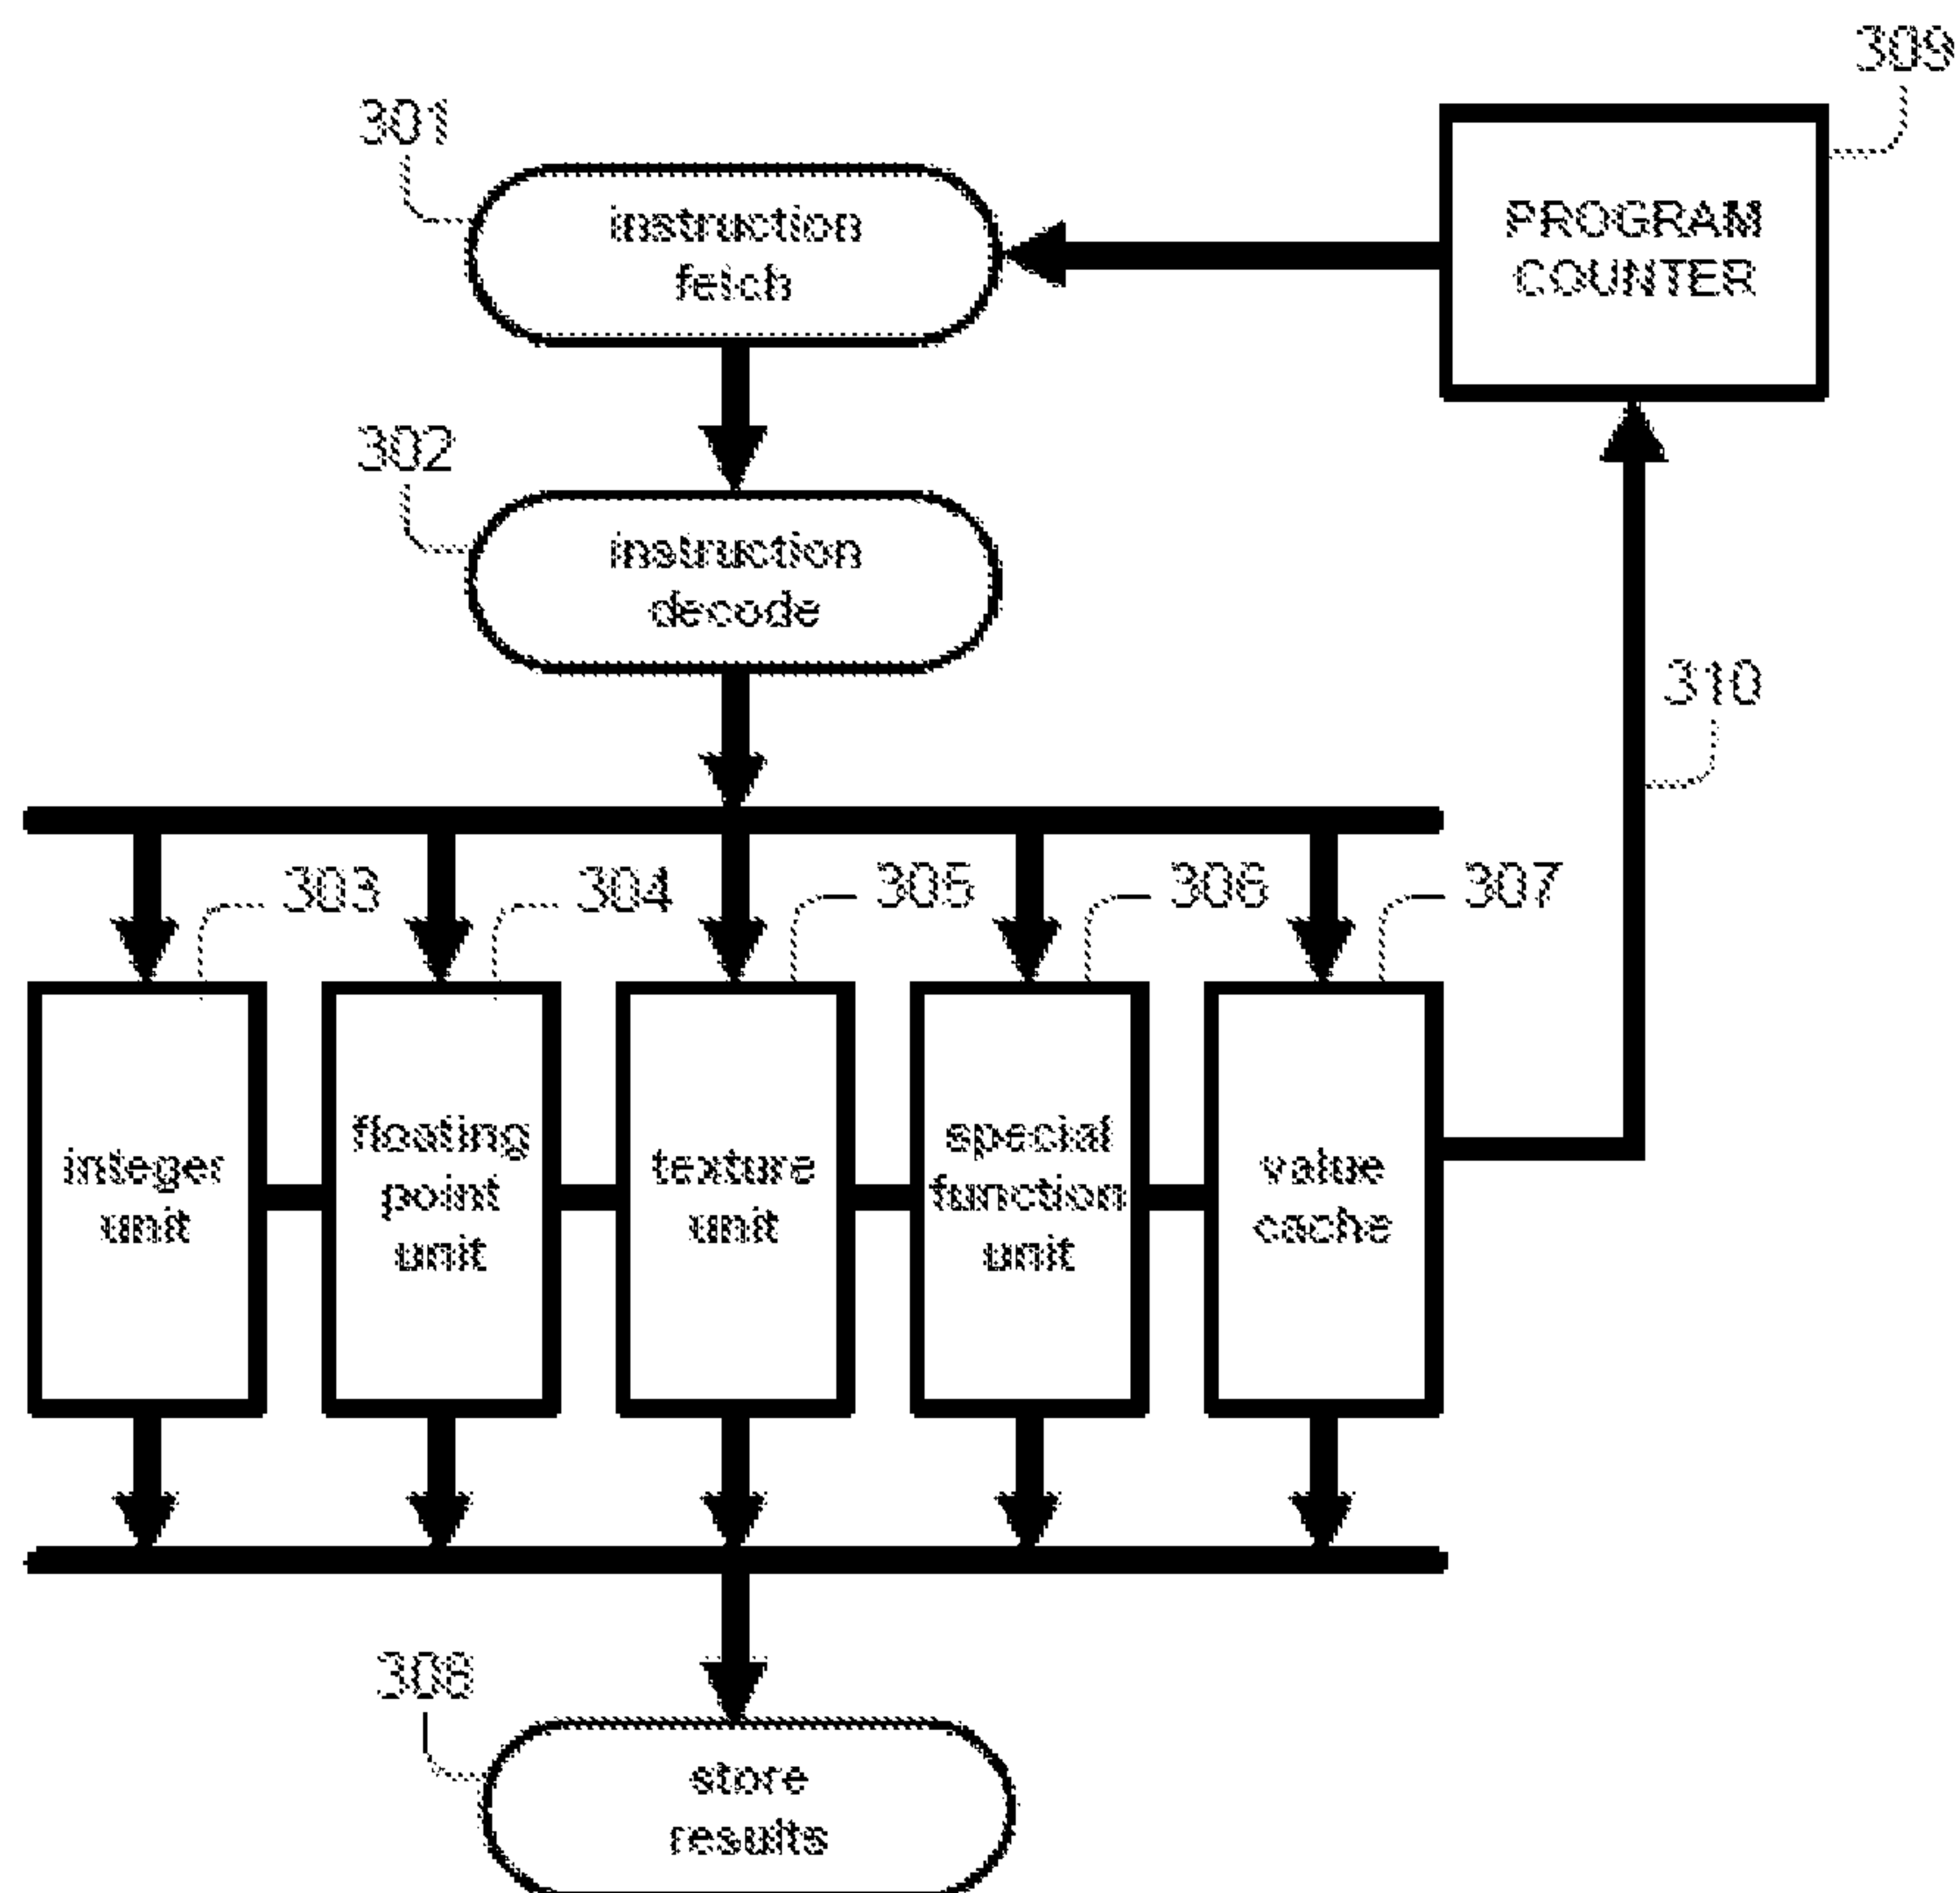 309
301
instruction
fetch
PROGRAM
COUNTER
302
instruction
decode
310
303
304
305
306
307
integer
unit
floating
point
unit
texture
unit
special
function
unit
value
cache
308
store
results